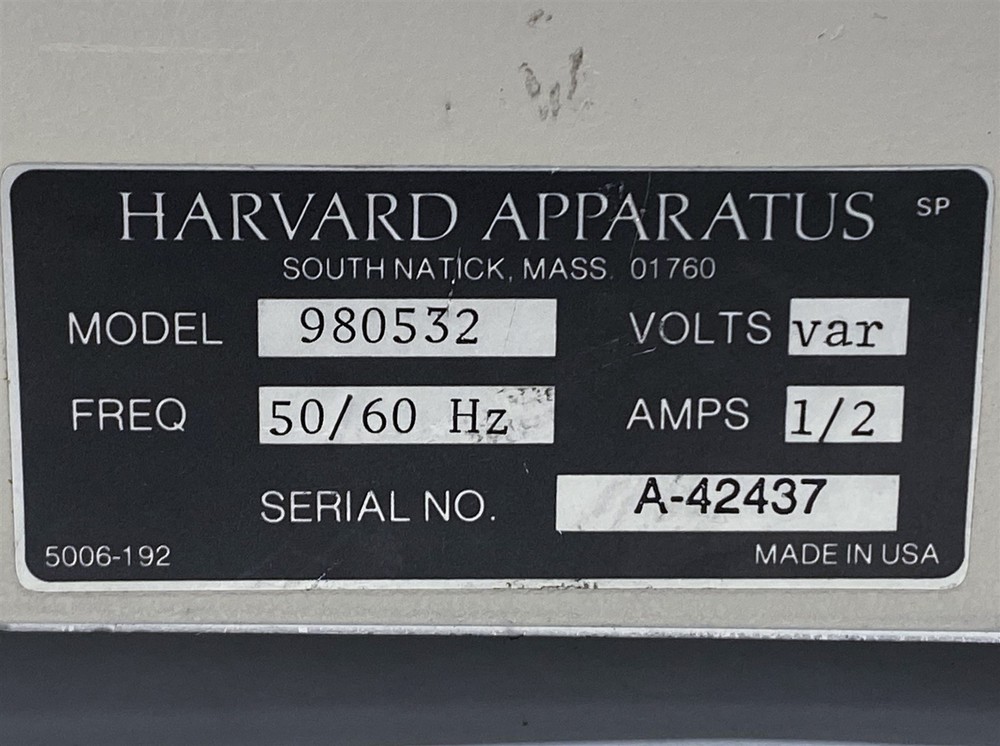 HARVARD APPARATUS SP
SOUTH NATICK, MASS. 01760
MODEL 980532 VOLTS var
FREQ 50/60 Hz AMPS 1/2
SERIAL NO. A-42437
5006-192 MADE IN USA